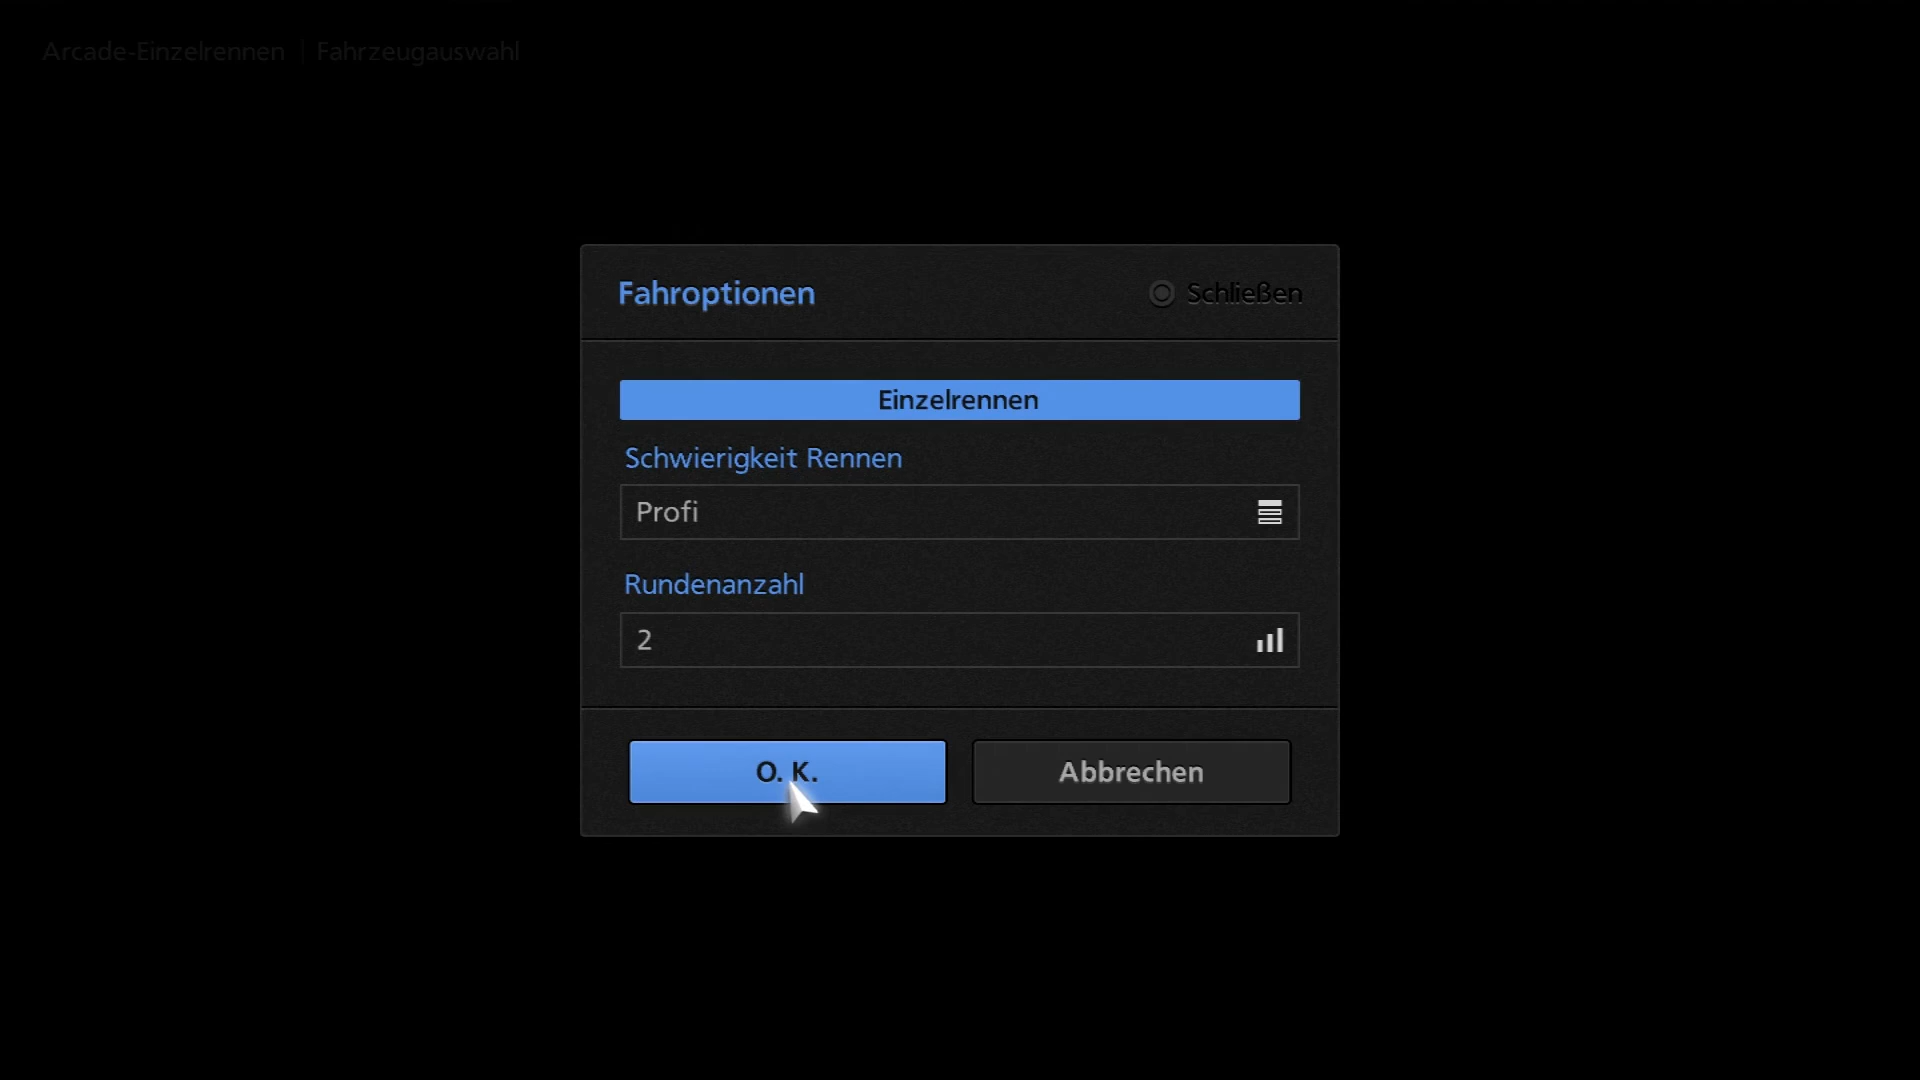 Arcade-Einzelrennen | Fahrzeugauswahl
Fahroptionen
Schließen
Einzelrennen
Schwierigkeit Rennen
Profi
Rundenanzahl
2
O. K.
Abbrechen